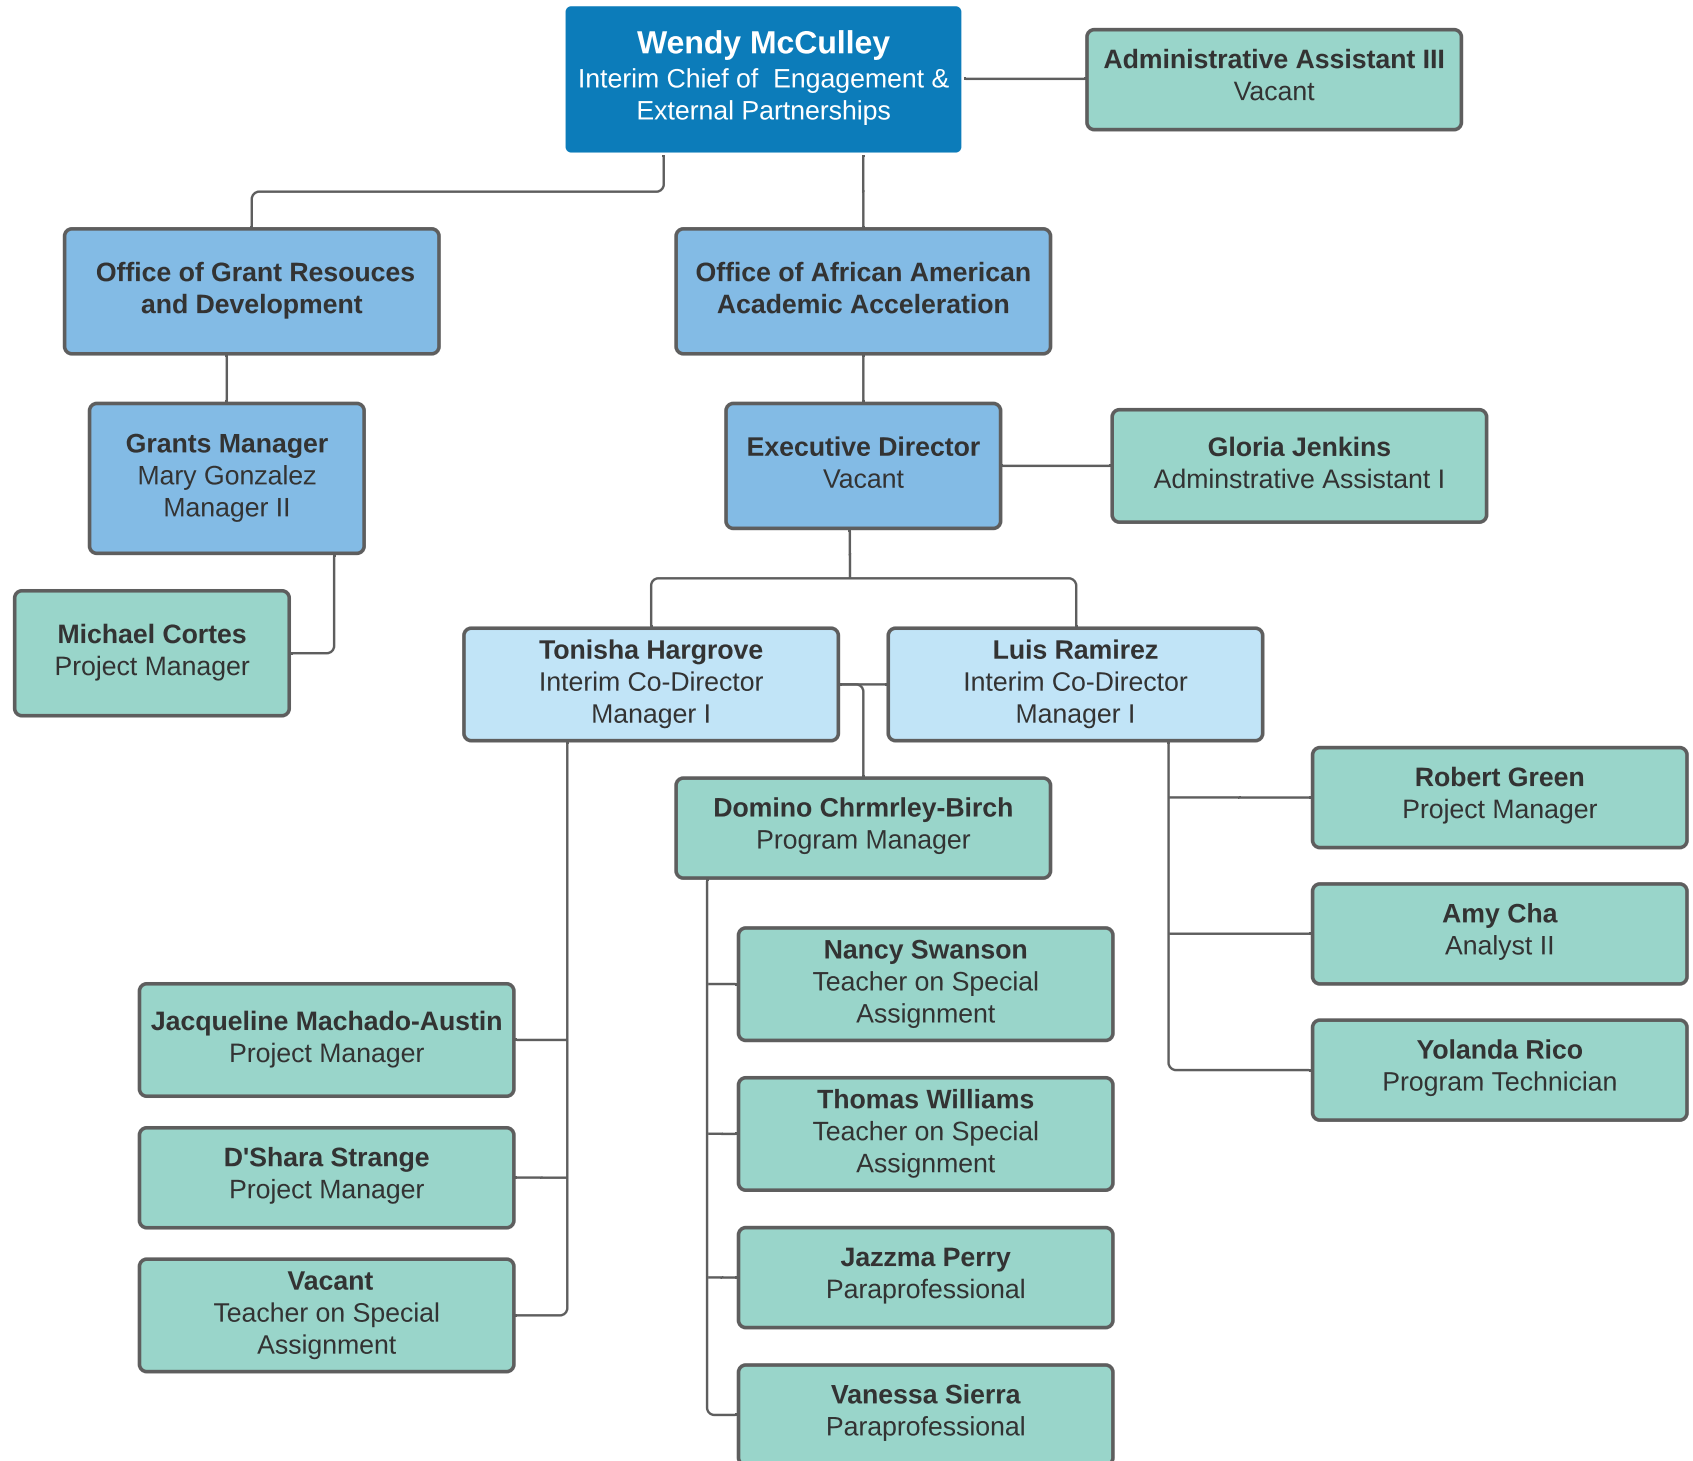 Wendy McCulley
Interim Chief of  Engagement &
External Partnerships
Administrative Assistant III
Vacant
Office of Grant Resouces
and Development
Office of African American
Academic Acceleration
Grants Manager
Mary Gonzalez
Manager II
Executive Director
Vacant
Gloria Jenkins
Adminstrative Assistant I
Michael Cortes
Project Manager
Tonisha Hargrove
Interim Co-Director
Manager I
Luis Ramirez
Interim Co-Director
Manager I
Robert Green
Project Manager
Domino Chrmrley-Birch
Program Manager
Amy Cha
Analyst II
Nancy Swanson
Teacher on Special
Assignment
Jacqueline Machado-Austin
Project Manager
Yolanda Rico
Program Technician
Thomas Williams
Teacher on Special
Assignment
D'Shara Strange
Project Manager
Jazzma Perry
Paraprofessional
Vacant
Teacher on Special
Assignment
Vanessa Sierra
Paraprofessional